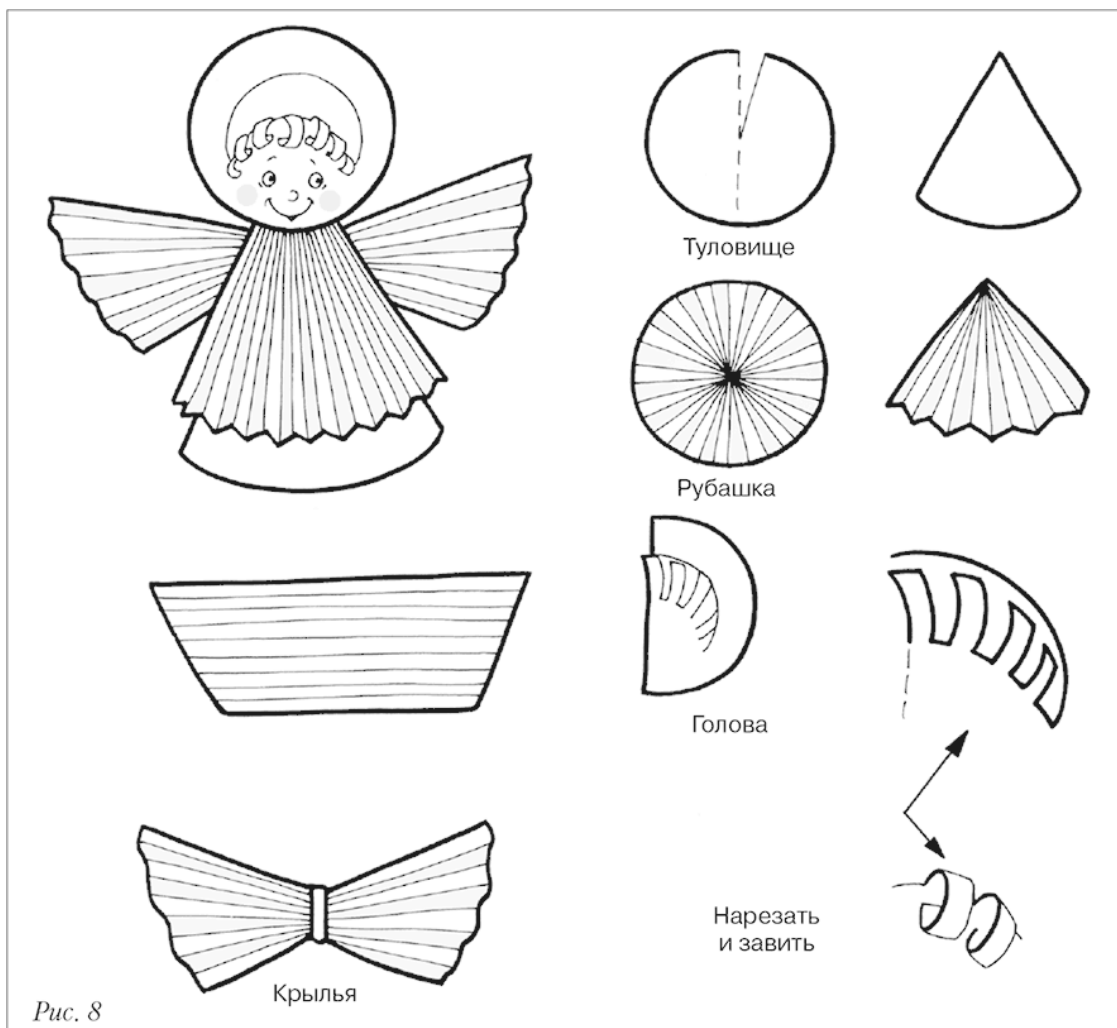 Туловище
Рубашка
Голова
Нарезать
и завить
Крылья
Рис. 8